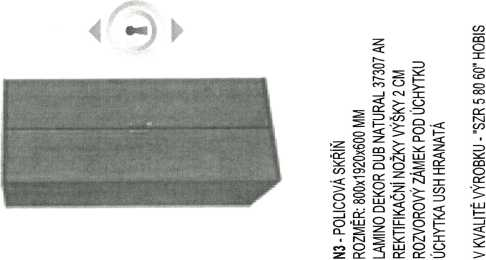 N3 - POLICOVÁ SKŘÍŇ
ROZMĚR: 800x1920x600 MM
LAMINO DEKOR DUB NATURAL 37307 AN
REKTIFIKAČNÍ NOŽKY VÝŠKY 2 CM
ROZVOROVÝ ZÁMEK POD ÚCHYTKU
ÚCHYTKA USH HRANATÁ
V KVALITĚ VÝROBKU - "SZR 5 80 60" HOBIS